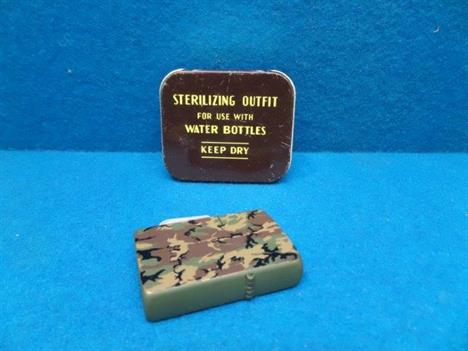 STERILIZING OUTFIT
FOR USE WITH
WATER BOTTLES
KEEP DRY